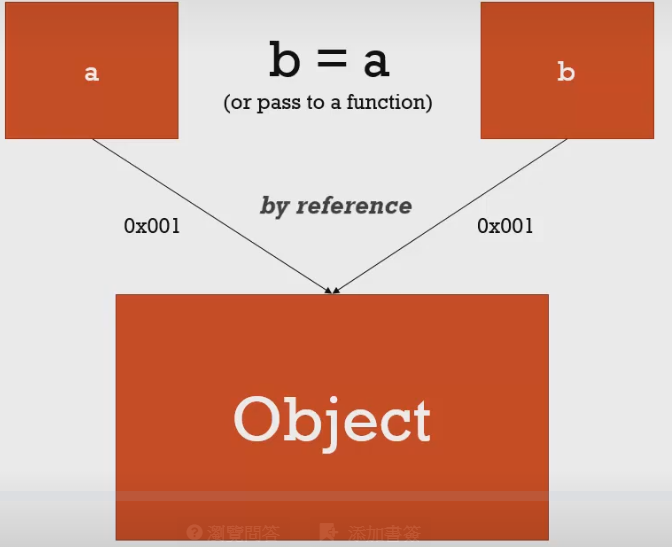 a
b = a
b
(or pass to a function)
by reference
0x001
0x001
Object
瀏覽問答
添加書簽